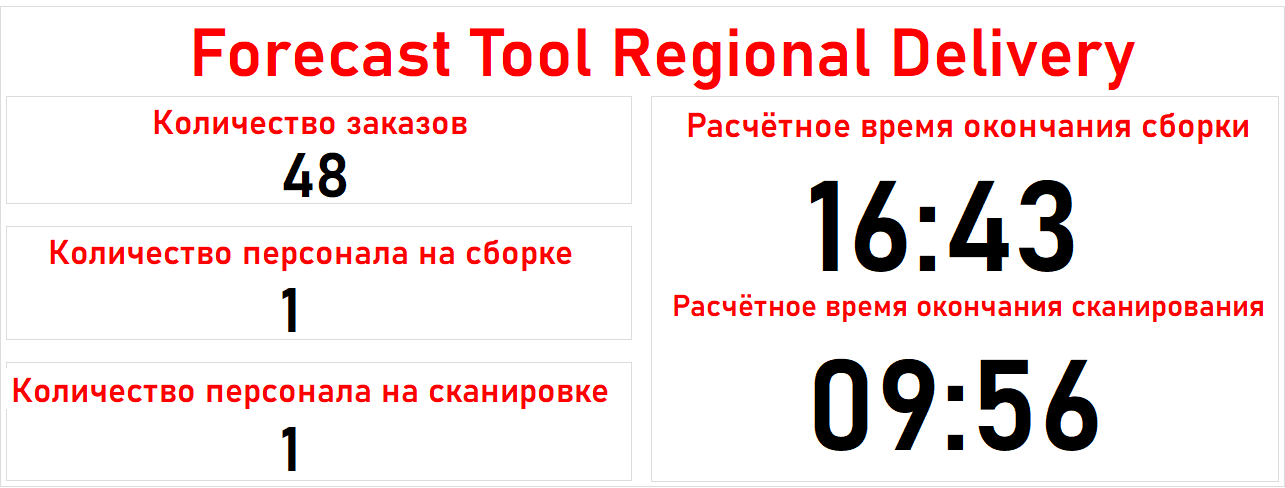 Forecast Tool Regional Delivery
Количество заказов
48
Количество персонала на сборке
1
Количество персонала на сканировке
1
Расчётное время окончания сборки
16:43
Расчётное время окончания сканирования
09:56